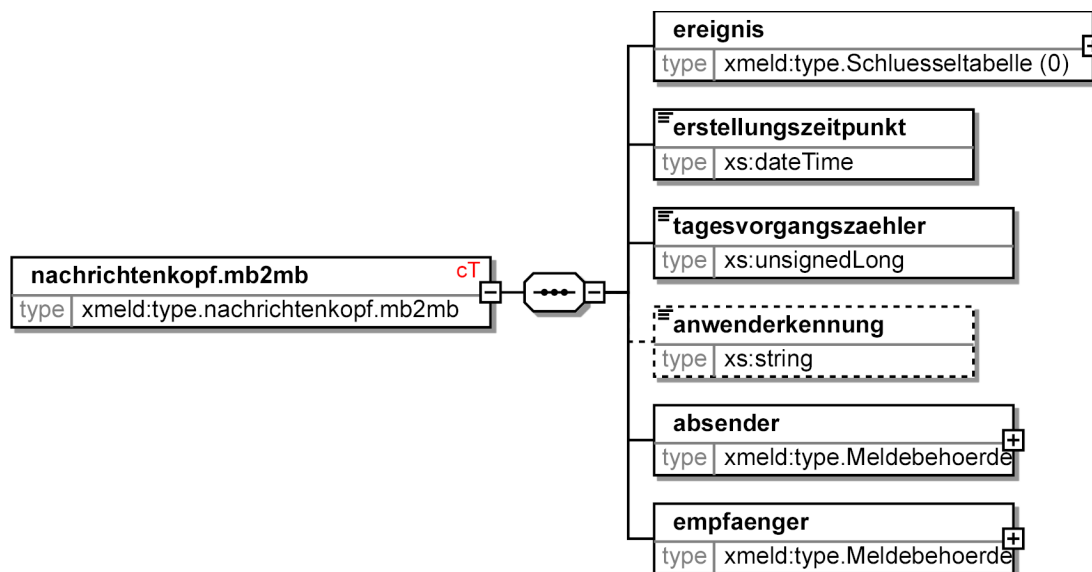 ereignis
type xmeld:type.Schluesseltabelle (0)
erstellungszeitpunkt
type xs:dateTime
tagesvorgangszaehler
type xs:unsignedLong
nachrichtenkopf.mb2mb cT
type xmeld:type.nachrichtenkopf.mb2mb
anwenderkennung
type xs:string
absender
type xmeld:type.Meldebehoerde
empfaenger
type xmeld:type.Meldebehoerde